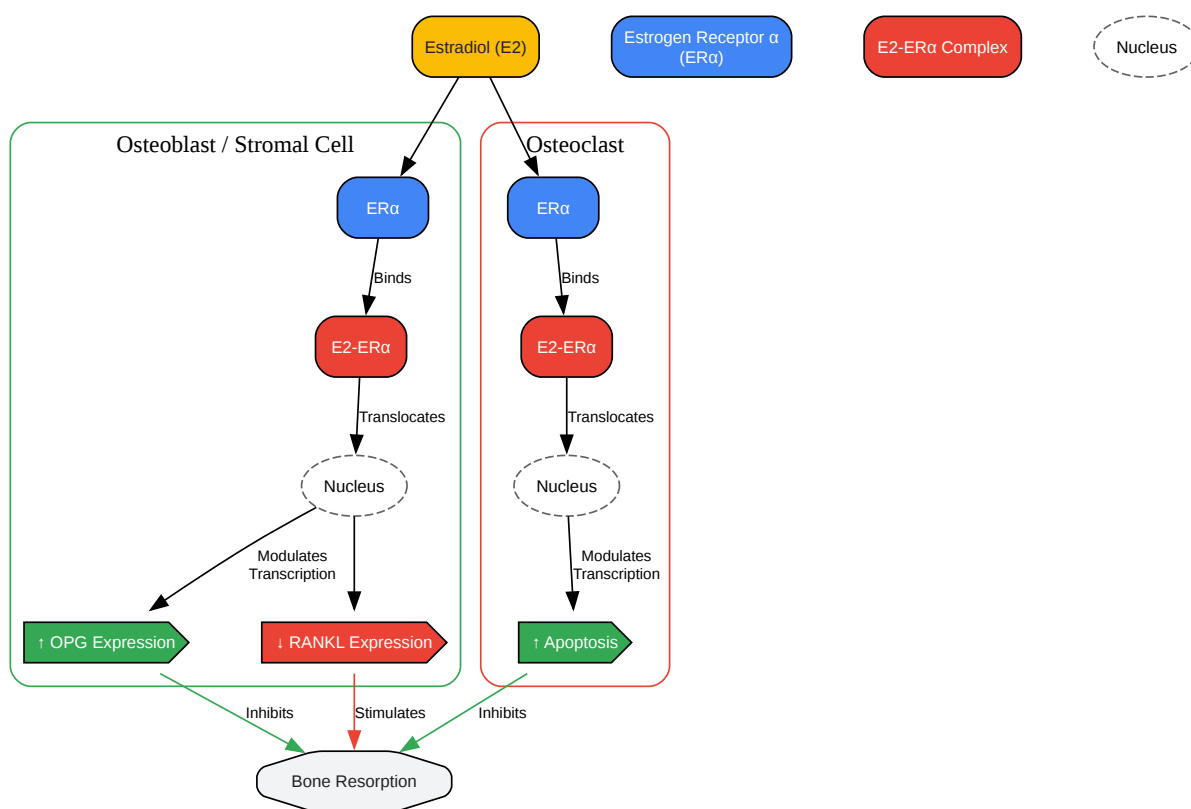 Estradiol (E2)
Estrogen Receptor α
(ERα)
E2-ERα Complex
Nucleus
Osteoblast / Stromal Cell
Osteoclast
ERα
ERα
Binds
Binds
E2-ERα
E2-ERα
Translocates
Translocates
Nucleus
Nucleus
Modulates
Transcription
Modulates
Transcription
↑ OPG Expression
↓ RANKL Expression
↑ Apoptosis
Inhibits
Stimulates
Inhibits
Bone Resorption